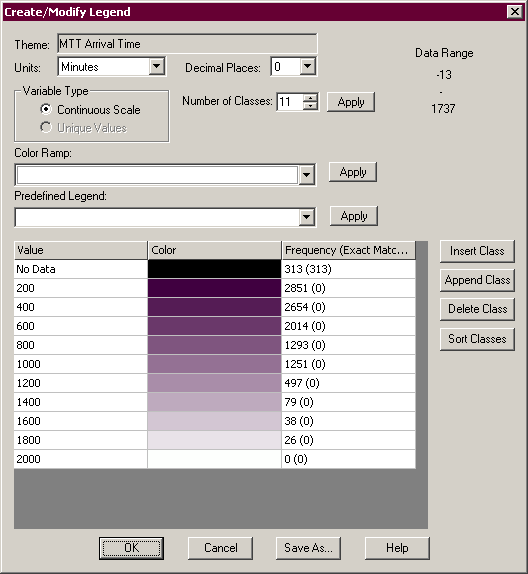 Create/Modify Legend
Theme: MTT Arrival Time
Units: Minutes Decimal Places: 0
Data Range
-13
-
1737
Variable Type
Continuous Scale
Unique Values
Number of Classes: 11 Apply
Color Ramp:
Apply
Predefined Legend:
Apply
Value Color Frequency (Exact Matc...
No Data 313 (313)
200 2851 (0)
400 2654 (0)
600 2014 (0)
800 1293 (0)
1000 1251 (0)
1200 497 (0)
1400 79 (0)
1600 38 (0)
1800 26 (0)
2000 0 (0)
Insert Class
Append Class
Delete Class
Sort Classes
OK Cancel Save As... Help